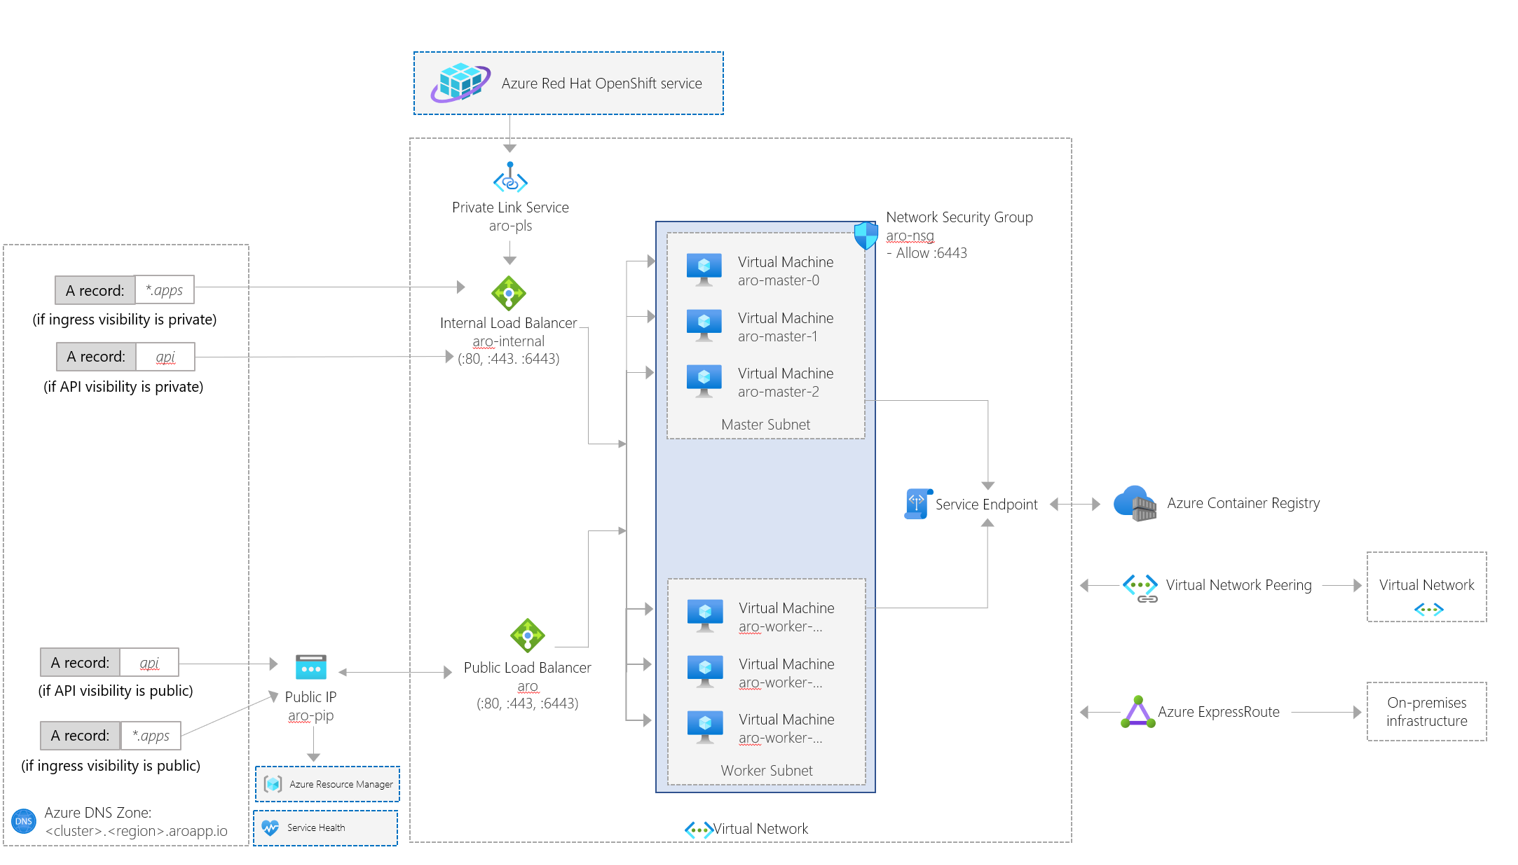 Azure Red Hat OpenShift service
Private Link Service
aro-pls
Network Security Group
aro-nsg
- Allow :6443
A record: *.apps
(if ingress visibility is private)
A record: api
(if API visibility is private)
Internal Load Balancer
aro-internal
(:80, :443. :6443)
Virtual Machine
aro-master-0
Virtual Machine
aro-master-1
Virtual Machine
aro-master-2
Master Subnet
Service Endpoint
Azure Container Registry
Virtual Network Peering
Virtual Network
Azure ExpressRoute
On-premises
infrastructure
Virtual Machine
aro-worker-...
Virtual Machine
aro-worker-...
Virtual Machine
aro-worker-...
Worker Subnet
Public Load Balancer
aro
(:80, :443, :6443)
A record: api
(if API visibility is public)
A record: *.apps
(if ingress visibility is public)
Public IP
aro-pip
Azure Resource Manager
Service Health
DNS
Azure DNS Zone:
<cluster>.<region>.aroapp.io
Virtual Network